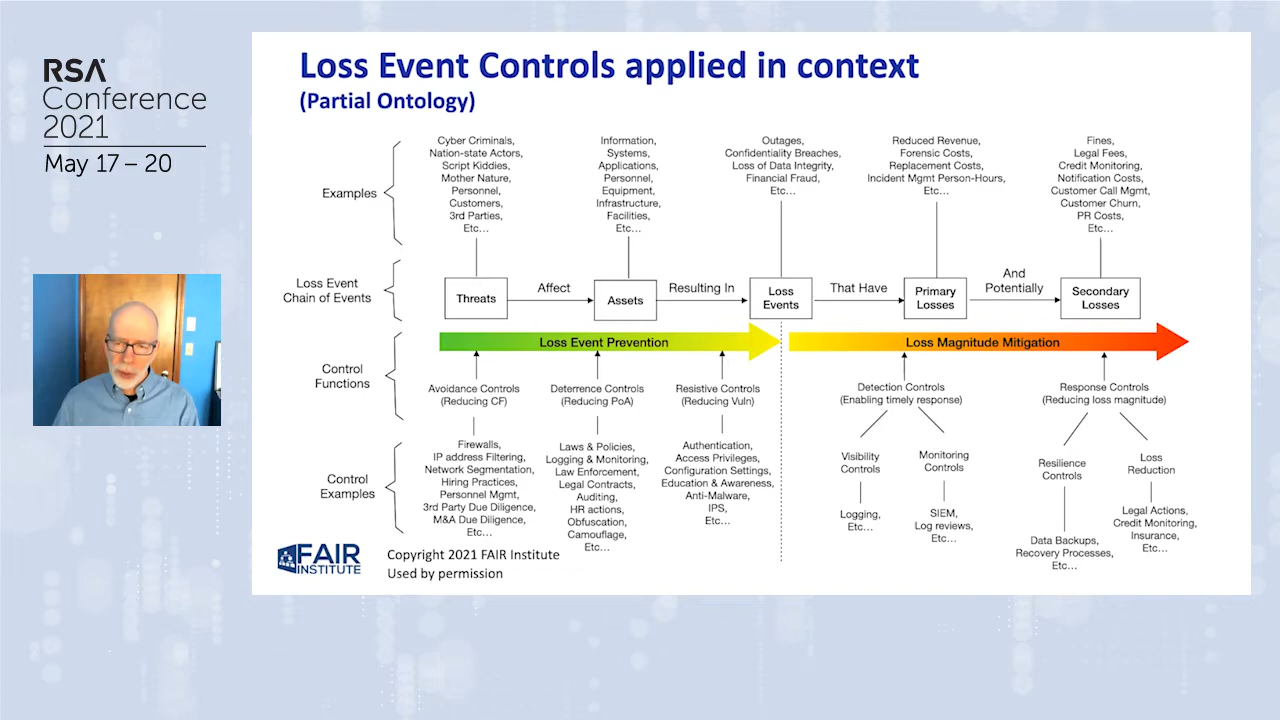 RSA
Conference
2021
May 17 – 20
Loss Event Controls applied in context
(Partial Ontology)
Examples
Cyber Criminals,
Nation-state Actors,
Script Kiddies,
Mother Nature,
Personnel,
Customers,
3rd Parties,
Etc...
Information,
Systems,
Applications,
Personnel,
Equipment,
Infrastructure,
Facilities,
Etc...
Outages,
Confidentiality Breaches,
Loss of Data Integrity,
Financial Fraud,
Etc...
Reduced Revenue,
Forensic Costs,
Replacement Costs,
Incident Mgmt Person-Hours,
Etc...
Fines,
Legal Fees,
Credit Monitoring,
Notification Costs,
Customer Call Mgmt,
Customer Churn,
PR Costs,
Etc...
Loss Event
Chain of Events
Threats
Affect
Assets
Resulting In
Loss
Events
That Have
Primary
Losses
And
Potentially
Secondary
Losses
Loss Event Prevention
Loss Magnitude Mitigation
Control
Functions
Avoidance Controls
(Reducing CF)
Deterrence Controls
(Reducing PoA)
Resistive Controls
(Reducing Vuln)
Detection Controls
(Enabling timely response)
Response Controls
(Reducing loss magnitude)
Control
Examples
Firewalls,
IP address Filtering,
Network Segmentation,
Hiring Practices,
Personnel Mgmt,
3rd Party Due Diligence,
M&A Due Diligence,
Etc...
Laws & Policies,
Logging & Monitoring,
Law Enforcement,
Legal Contracts,
Auditing,
HR actions,
Obfuscation,
Camouflage,
Etc...
Authentication,
Access Privileges,
Configuration Settings,
Education & Awareness,
Anti-Malware,
IPS,
Etc...
Visibility
Controls
Logging,
Etc...
Monitoring
Controls
SIEM,
Log reviews,
Etc...
Resilience
Controls
Data Backups,
Recovery Processes,
Etc...
Loss
Reduction
Legal Actions,
Credit Monitoring,
Insurance,
Etc...
FAIR
INSTITUTE
Copyright 2021 FAIR Institute
Used by permission